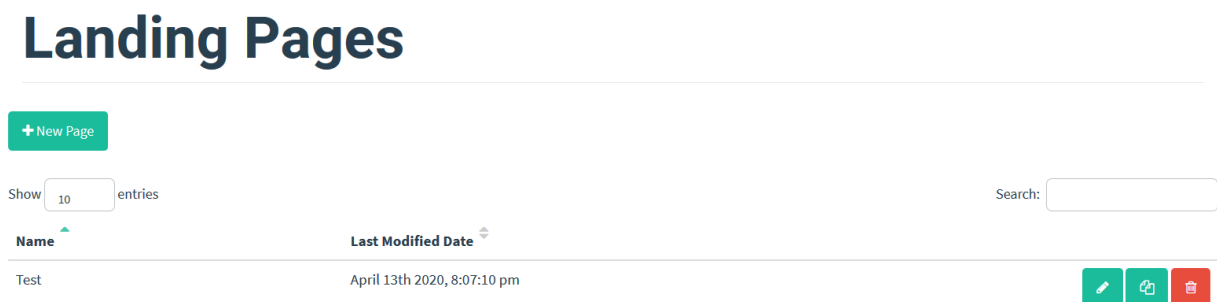 Landing Pages
New Page
Show 10 entries Search:
Name Last Modified Date
Test April 13th 2020, 8:07:10 pm